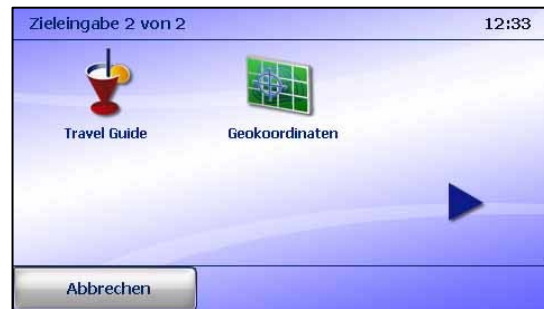 Zieleingabe 2 von 2 12:33
Travel Guide Geokoordinaten
Abbrechen